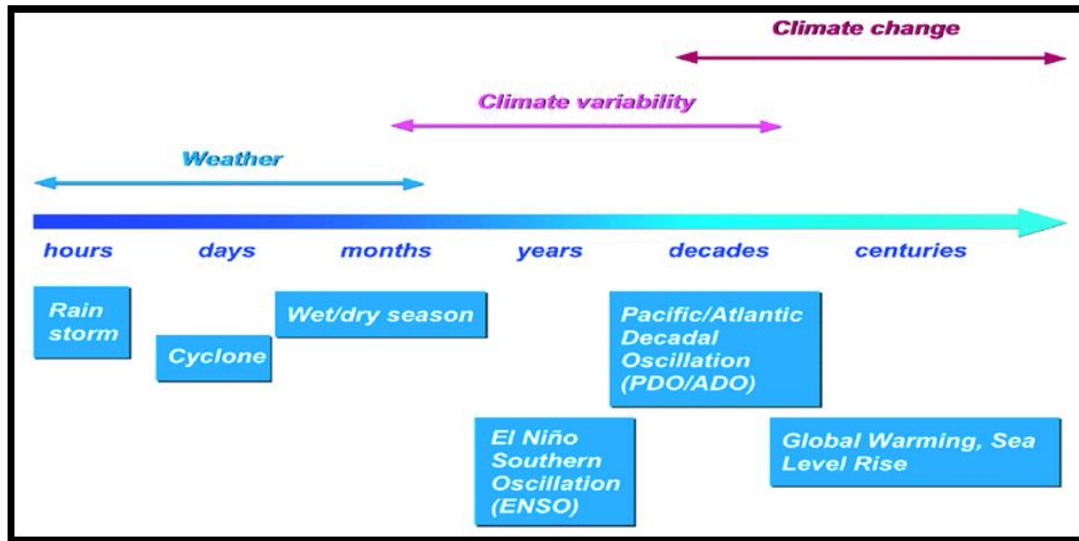 Climate change
Climate variability
Weather
hours days months years decades centuries
Rain
storm
Cyclone
Wet/dry season
El Niño
Southern
Oscillation
(ENSO)
Pacific/Atlantic
Decadal
Oscillation
(PDO/ADO)
Global Warming, Sea
Level Rise